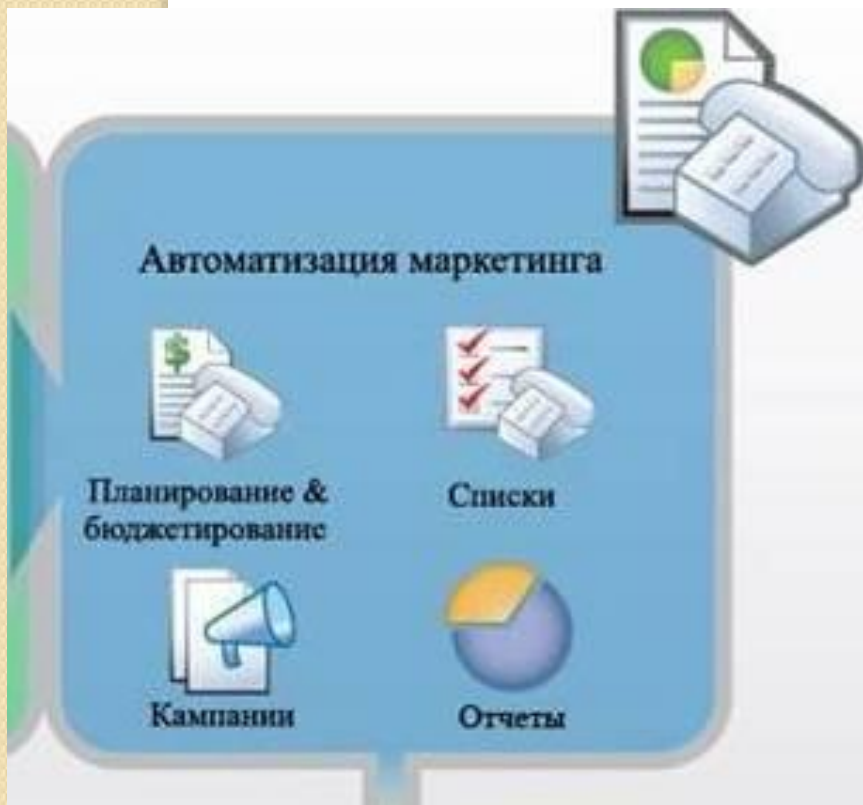 Автоматизация маркетинга
Планирование &
бюджетирование
Списки
Кампании
Отчеты